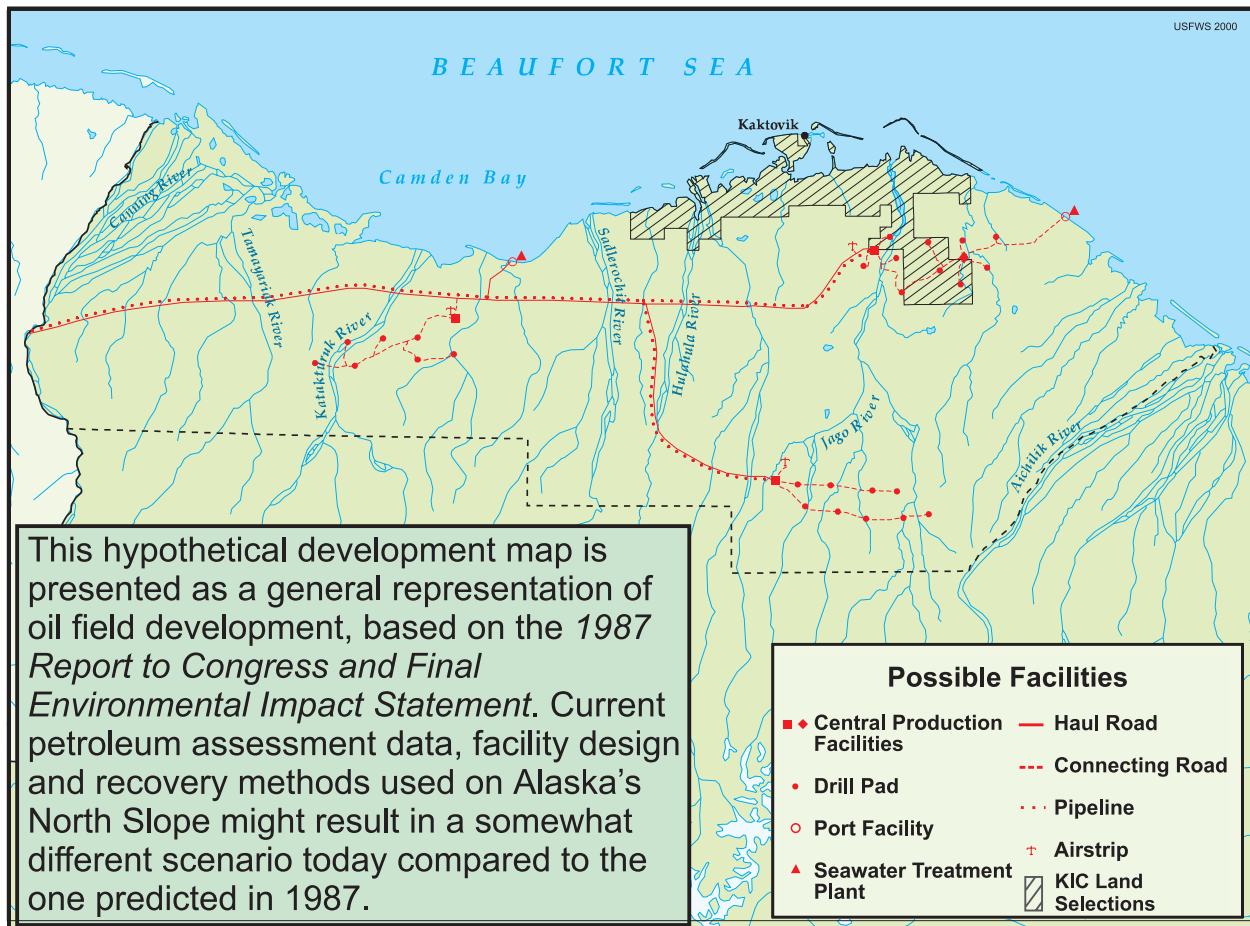 USFWS 2000
BEAUFORT SEA
Kaktovik
Camden Bay
Canning River
Tamayariak River
Katakturuk River
Sadlerochit River
Hulahula River
Jago River
Aichilik River
This hypothetical development map is
presented as a general representation of
oil field development, based on the 1987
Report to Congress and Final
Environmental Impact Statement. Current
petroleum assessment data, facility design
and recovery methods used on Alaska's
North Slope might result in a somewhat
different scenario today compared to the
one predicted in 1987.
Possible Facilities
Central Production
Facilities
Drill Pad
Port Facility
Seawater Treatment
Plant
Haul Road
Connecting Road
Pipeline
Airstrip
KIC Land
Selections